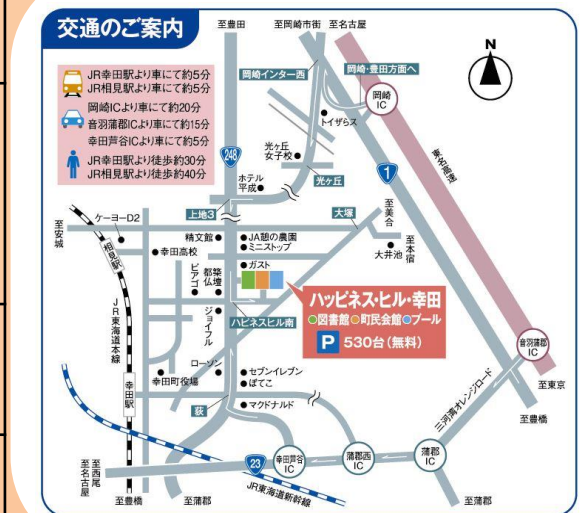 交通のご案内
JR幸田駅より車にて約5分
JR相見駅より車にて約5分
岡崎ICより車にて約20分
音羽蒲郡ICより車にて約15分
幸田芦谷ICより車にて約5分
JR幸田駅より徒歩約30分
JR相見駅より徒歩約40分
至豊田
至岡崎市街
至名古屋
N
岡崎インター西
岡崎・豊田方面へ
岡崎IC
トイザらス
光ヶ丘女子校
光ヶ丘
248
1
東名高速
ホテル平成
上地3
大塚
至美合
至本宿
大井池
至安城
ケーヨーD2
相見駅
幸田高校
精文館
JA憩の農園
ミニストップ
ガスト
ピアゴ
都築仏壇
ハッピネス・ヒル・幸田
図書館
町民会館
プール
P 530台(無料)
ハピネスヒル南
ジョイフル
JR東海道本線
幸田駅
幸田町役場
ローソン
セブンイレブン
ぽてこ
荻
マクドナルド
音羽蒲郡IC
至東京
三河湾オレンジロード
至豊橋
至西尾
至名古屋
23
幸田芦谷IC
蒲郡西IC
蒲郡IC
JR東海道新幹線
至豊橋
至蒲郡
至蒲郡